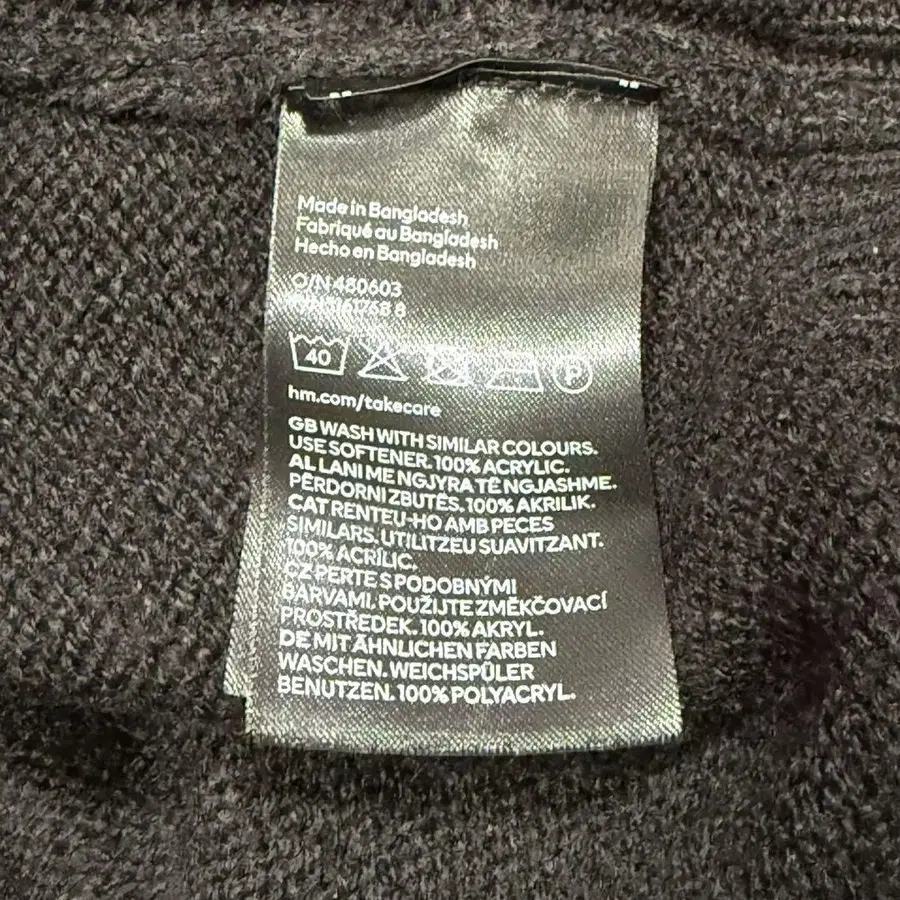 Made in Bangladesh
Fabriqué au Bangladesh
Hecho en Bangladesh
O/N 480603
40
P
hm.com/takecare
GB WASH WITH SIMILAR COLOURS.
USE SOFTENER. 100% ACRYLIC.
AL LANI ME NGJYRA TË NGJASHME.
PËRDORNI ZBUTËS. 100% AKRILIK.
CAT RENTEU-HO AMB PECES
SIMILARS. UTILITZEU SUAVITZANT.
100% ACRÍLIC.
CZ PERTE S PODOBNÝMI
BARVAMI. POUŽIJTE ZMĚKČOVACÍ
PROSTŘEDEK. 100% AKRYL.
DE MIT ÄHNLICHEN FARBEN
WASCHEN. WEICHSPÜLER
BENUTZEN. 100% POLYACRYL.